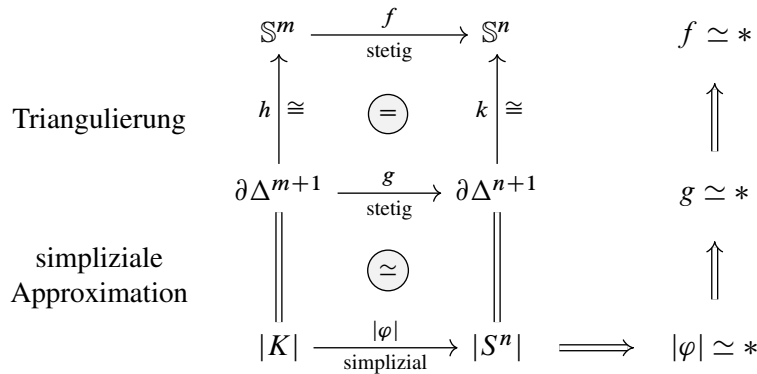 𝕊^m f stetig 𝕊^n f ≃ *
Triangulierung h ≅ = k ≅
∂Δ^{m+1} g stetig ∂Δ^{n+1} g ≃ *
simpliziale
Approximation ≃
|K| |φ| simplizial |S^n| |φ| ≃ *